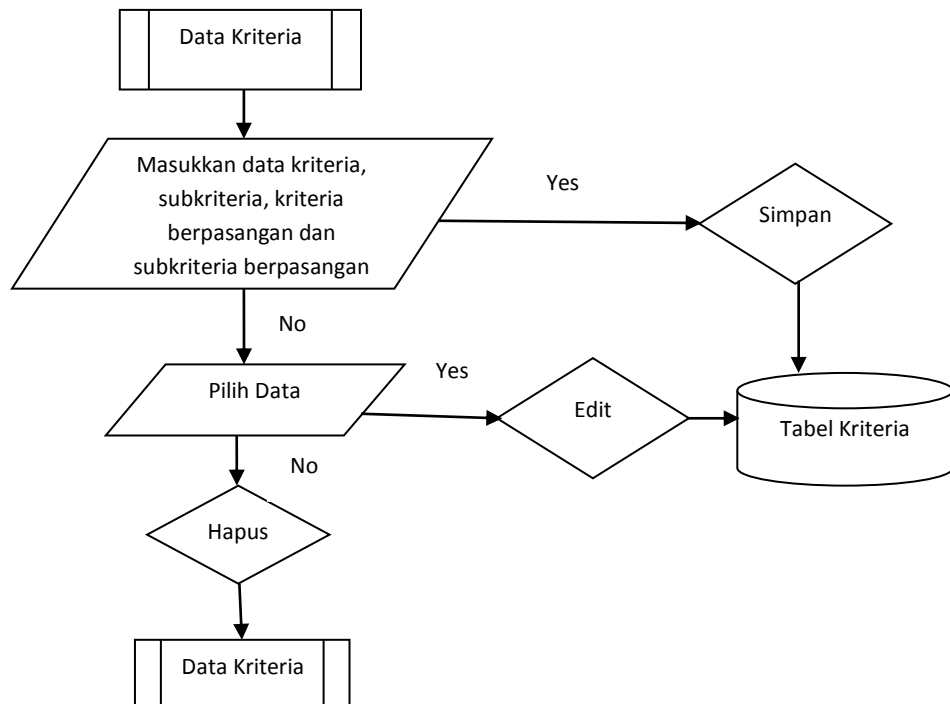 Data Kriteria
Masukkan data kriteria,
subkriteria, kriteria
berpasangan dan
subkriteria berpasangan
Yes
Simpan
No
Pilih Data
Yes
Edit
Tabel Kriteria
No
Hapus
Data Kriteria